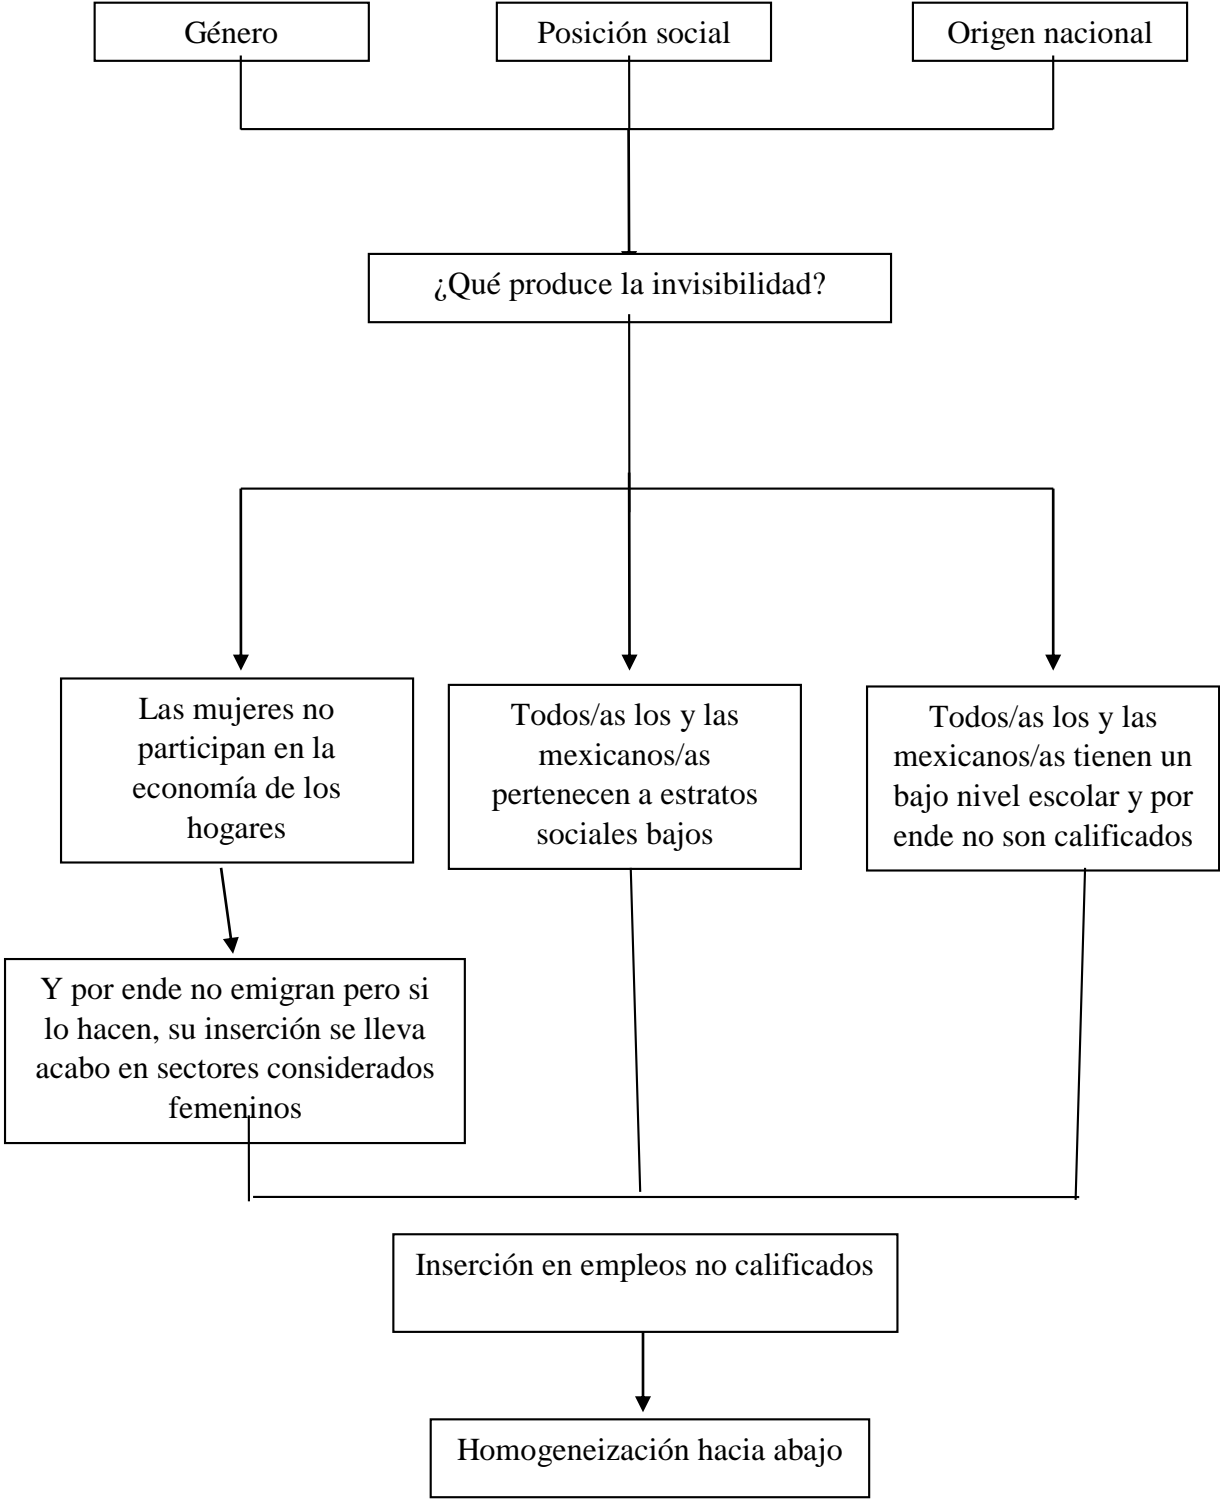 Género
Posición social
Origen nacional
¿Qué produce la invisibilidad?
Las mujeres no
participan en la
economía de los
hogares
Todos/as los y las
mexicanos/as
pertenecen a estratos
sociales bajos
Todos/as los y las
mexicanos/as tienen un
bajo nivel escolar y por
ende no son calificados
Y por ende no emigran pero si
lo hacen, su inserción se lleva
acabo en sectores considerados
femeninos
Inserción en empleos no calificados
Homogeneización hacia abajo